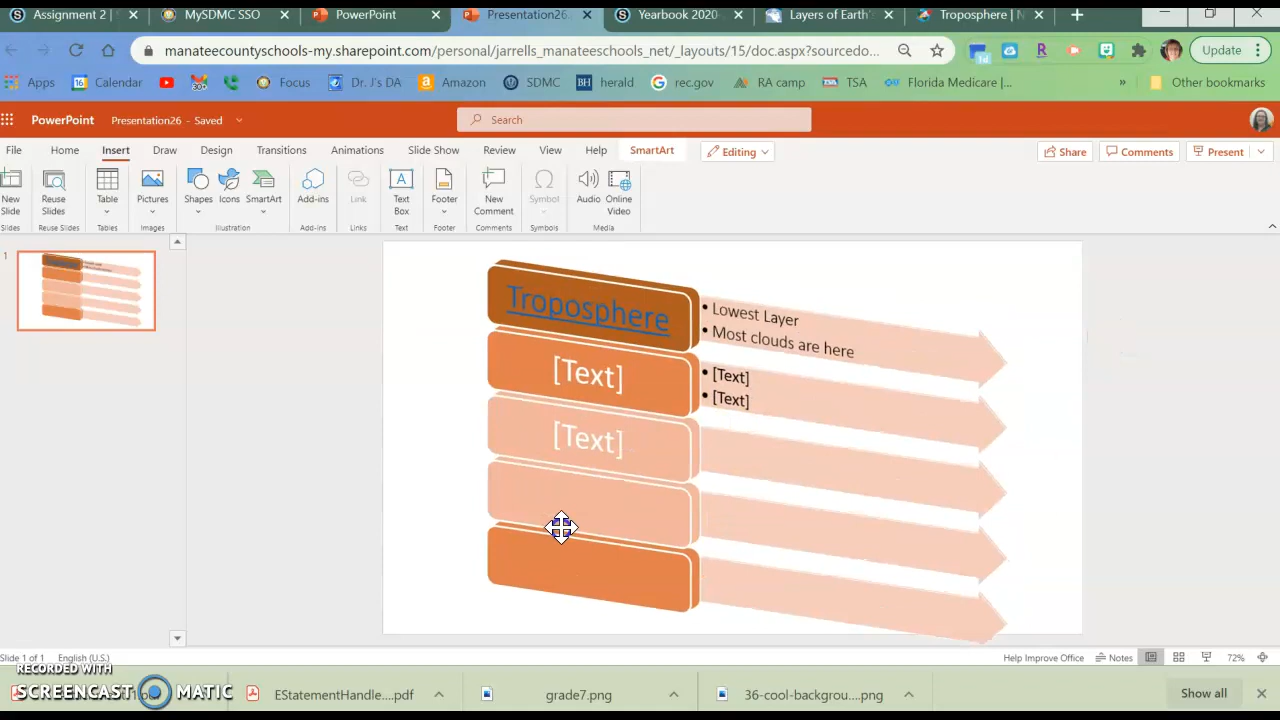 Assignment 2 |
MySDMC SSO
PowerPoint
Presentation26.
Yearbook 2020-
Layers of Earth'
Troposphere | N
manateecountyschools-my.sharepoint.com/personal/jarrells_manateeschools_net/_layouts/15/doc.aspx?sourcedo...
Update
Apps
Calendar
Focus
Dr. J's DA
Amazon
SDMC
herald
rec.gov
RA camp
TSA
Florida Medicare |...
»
Other bookmarks
PowerPoint
Presentation26 - Saved
Search
File
Home
Insert
Draw
Design
Transitions
Animations
Slide Show
Review
View
Help
SmartArt
Editing
Share
Comments
Present
New
Slide
Reuse
Slides
Table
Pictures
Shapes
Icons
SmartArt
Add-ins
Link
Text
Box
Footer
New
Comment
Symbol
Audio
Online
Video
Slides
Reuse Slides
Tables
Images
Illustration
Add-ins
Links
Text
Footer
Comments
Symbols
Media
1
Troposphere
• Lowest Layer
• Most clouds are here
[Text]
• [Text]
• [Text]
[Text]
Slide 1 of 1
English (U.S.)
Help Improve Office
Notes
72%
RECORDED WITH
SCREENCAST MATIC
EStatementHandle....pdf
grade7.png
36-cool-backgrou....png
Show all